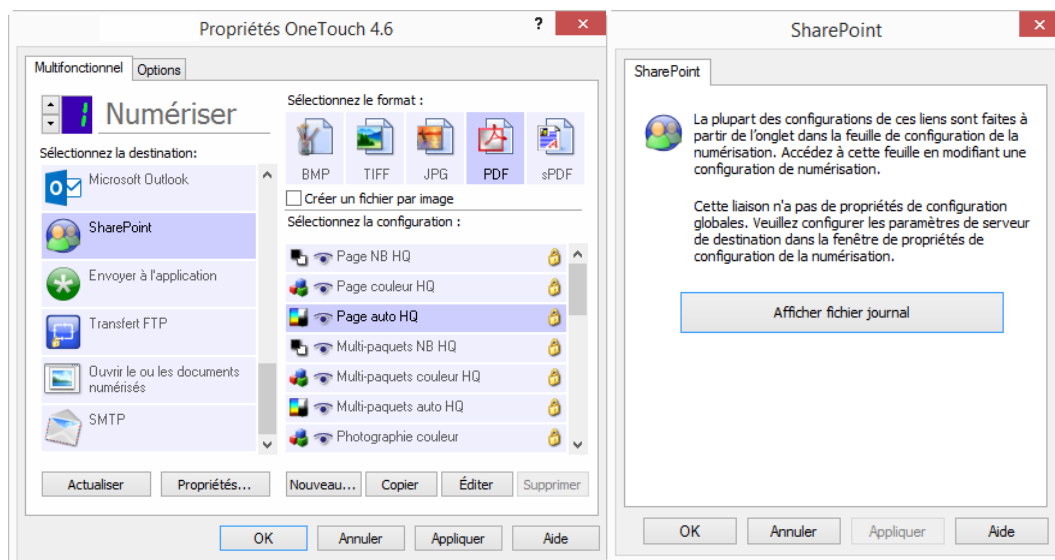 Propriétés OneTouch 4.6
?
×
Multifonctionnel
Options
1
Numériser
Sélectionnez la destination:
Microsoft Outlook
SharePoint
Envoyer à l'application
Transfert FTP
Ouvrir le ou les documents
numérisés
SMTP
Actualiser
Propriétés...
Sélectionnez le format :
BMP
TIFF
JPG
PDF
sPDF
Créer un fichier par image
Sélectionnez la configuration :
Page NB HQ
Page couleur HQ
Page auto HQ
Multi-paquets NB HQ
Multi-paquets couleur HQ
Multi-paquets auto HQ
Photographie couleur
Nouveau...
Copier
Éditer
Supprimer
OK
Annuler
Appliquer
Aide
SharePoint
×
SharePoint
La plupart des configurations de ces liens sont faites à
partir de l'onglet dans la feuille de configuration de la
numérisation. Accédez à cette feuille en modifiant une
configuration de numérisation.
Cette liaison n'a pas de propriétés de configuration
globales. Veuillez configurer les paramètres de serveur
de destination dans la fenêtre de propriétés de
configuration de la numérisation.
Afficher fichier journal
OK
Annuler
Appliquer
Aide